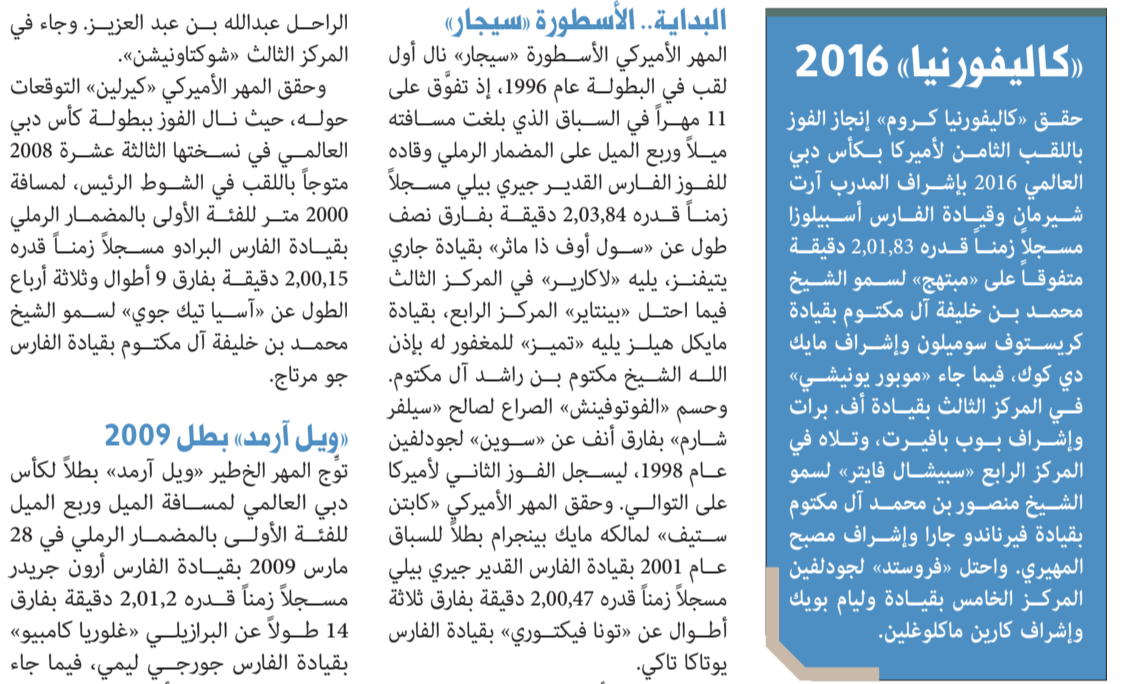 «كاليفورنيا» 2016
حقق «كاليفورنيا كروم» إنجاز الفوز
باللقب الثامن لأميركا بكأس دبي
العالمي 2016 بإشراف المدرب آرت
شيرمان وقيادة الفارس أسبيلوزا
مسجلاً زمناً قدره 2,01,83 دقيقة
متفوقاً على «مبتهج» لسمو الشيخ
محمد بن خليفة آل مكتوم بقيادة
كريستوف سوميلون وإشراف مايك
دي كوك، فيما جاء «موبور يونيشي»
في المركز الثالث بقيادة أف. برات
وإشراف بوب بافيرت، وتلاه في
المركز الرابع «سبيشال فايتر» لسمو
الشيخ منصور بن محمد آل مكتوم
بقيادة فيرناندو جارا وإشراف مصبح
المهيري. واحتل «فروستد» لجودلفين
المركز الخامس بقيادة وليام بويك
وإشراف كارين ماكلوغلين.
البداية.. الأسطورة «سيجار»
المهر الأميركي الأسطورة «سيجار» نال أول
لقب في البطولة عام 1996، إذ تفوَّق على
11 مهراً في السباق الذي بلغت مسافته
ميلاً وربع الميل على المضمار الرملي وقاده
للفوز الفارس القدير جيري بيلي مسجلاً
زمناً قدره 2,03,84 دقيقة بفارق نصف
طول عن «سول أوف ذا ماثر» بقيادة جاري
يتيفنز، يليه «لاكارير» في المركز الثالث
فيما احتل «بينتاير» المركز الرابع، بقيادة
مايكل هيلز يليه «تميز» للمغفور له بإذن
الله الشيخ مكتوم بن راشد آل مكتوم.
وحسم «الفوتوفينش» الصراع لصالح «سيلفر
شارم» بفارق أنف عن «سوين» لجودلفين
عام 1998، ليسجل الفوز الثاني لأميركا
على التوالي. وحقق المهر الأميركي «كابتن
ستيف» لمالكه مايك بينجرام بطلاً للسباق
عام 2001 بقيادة الفارس القدير جيري بيلي
مسجلاً زمناً قدره 2,00,47 دقيقة بفارق ثلاثة
أطوال عن «تونا فيكتوري» بقيادة الفارس
يوتاكا تاكي.
الراحل عبدالله بن عبد العزيز. وجاء في
المركز الثالث «شوكتاونيشن».
وحقق المهر الأميركي «كيرلين» التوقعات
حوله، حيث نال الفوز ببطولة كأس دبي
العالمي في نسختها الثالثة عشرة 2008
متوجاً باللقب في الشوط الرئيس، لمسافة
2000 متر للفئة الأولى بالمضمار الرملي
بقيادة الفارس البرادو مسجلاً زمناً قدره
2,00,15 دقيقة بفارق 9 أطوال وثلاثة أرباع
الطول عن «آسيا تيك جوي» لسمو الشيخ
محمد بن خليفة آل مكتوم بقيادة الفارس
جو مرتاج.
«ويل آرمد» بطل 2009
توِّج المهر الخطير «ويل آرمد» بطلاً لكأس
دبي العالمي لمسافة الميل وربع الميل
للفئة الأولى بالمضمار الرملي في 28
مارس 2009 بقيادة الفارس أرون جريدر
مسجلاً زمناً قدره 2,01,2 دقيقة بفارق
14 طولاً عن البرازيلي «غلوريا كامبيو»
بقيادة الفارس جورجي ليمي، فيما جاء